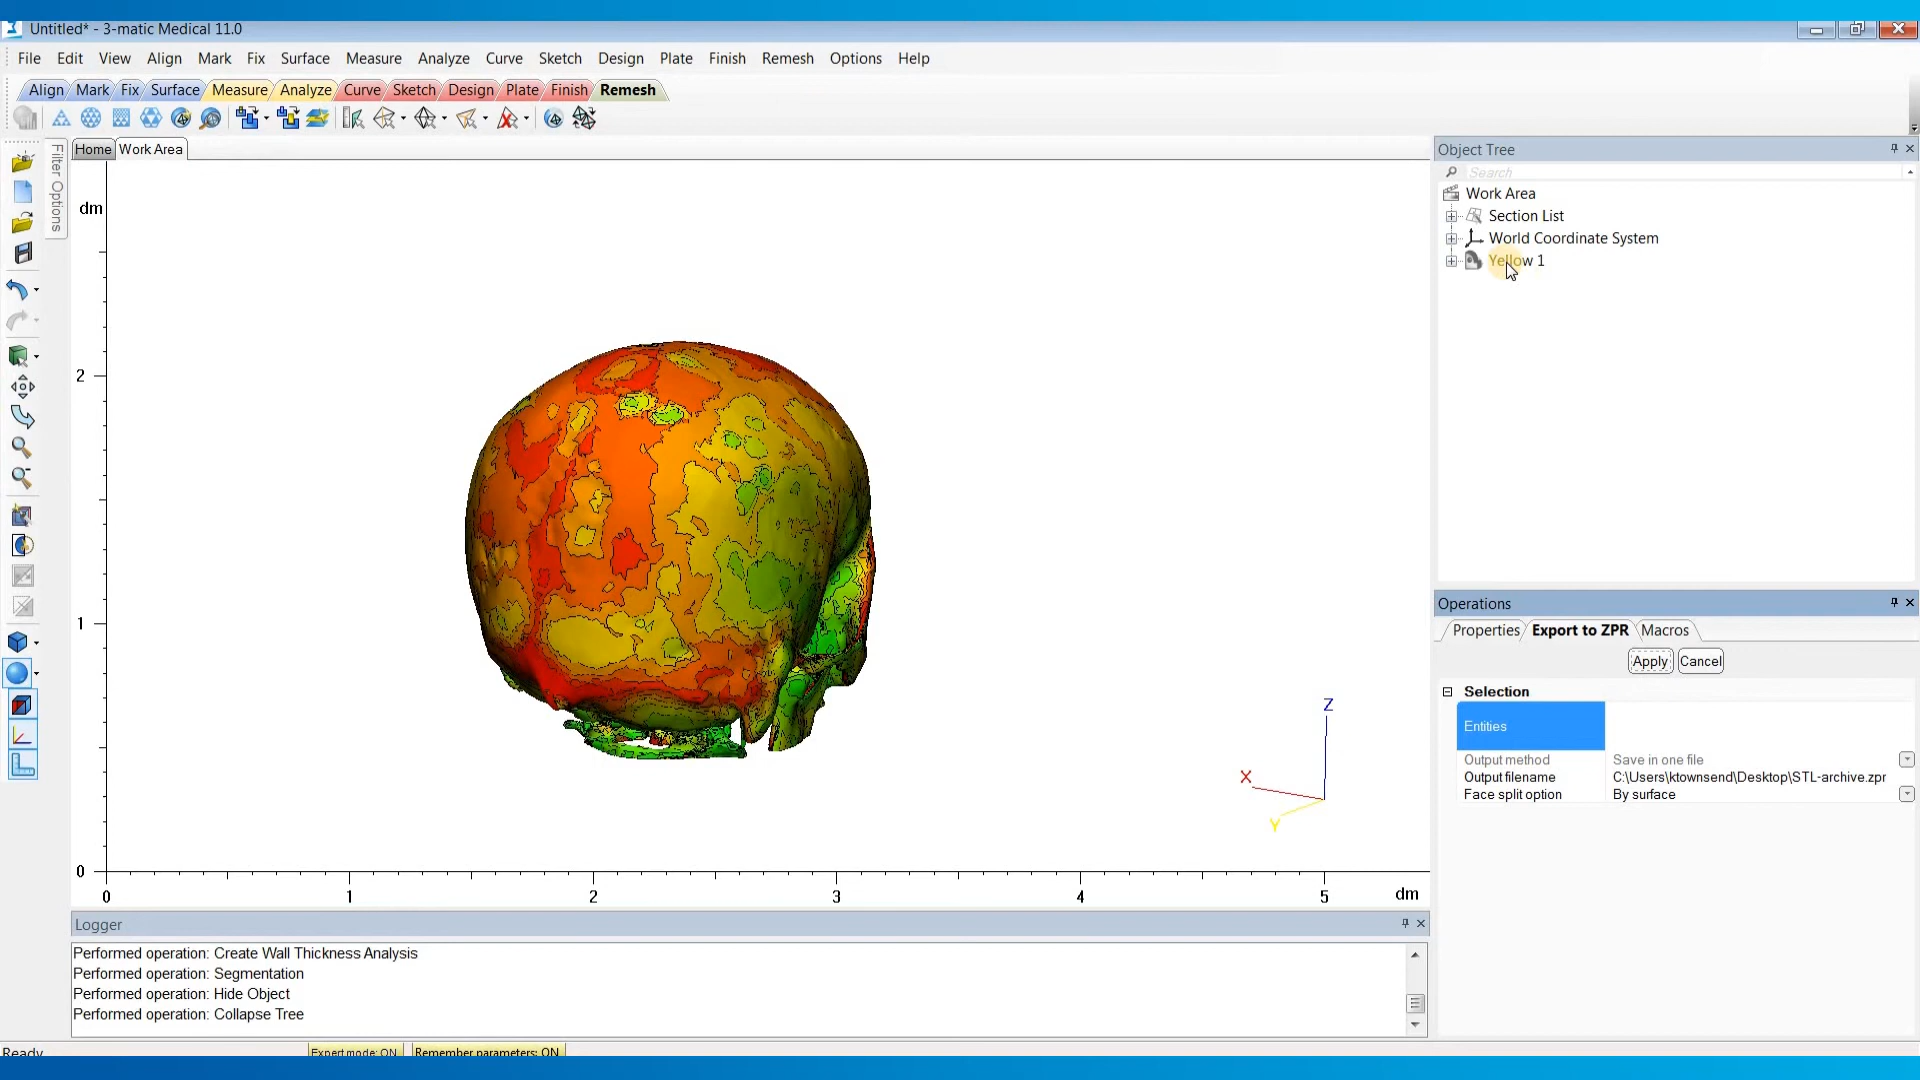 Untitled* - 3-matic Medical 11.0
File Edit View Align Mark Fix Surface Measure Analyze Curve Sketch Design Plate Finish Remesh Options Help
Align Mark Fix Surface Measure Analyze Curve Sketch Design Plate Finish Remesh
Filter Options
Home Work Area
dm
2
1
0
0 1 2 3 4 5 dm
Z
X
Y
Object Tree
Search
Work Area
Section List
World Coordinate System
Yellow 1
Operations
Properties Export to ZPR Macros
Apply Cancel
Selection
Entities
Output method Save in one file
Output filename C:\Users\ktownsend\Desktop\STL-archive.zpr
Face split option By surface
Logger
Performed operation: Create Wall Thickness Analysis
Performed operation: Segmentation
Performed operation: Hide Object
Performed operation: Collapse Tree
Ready Expert mode: ON Remember parameters: ON